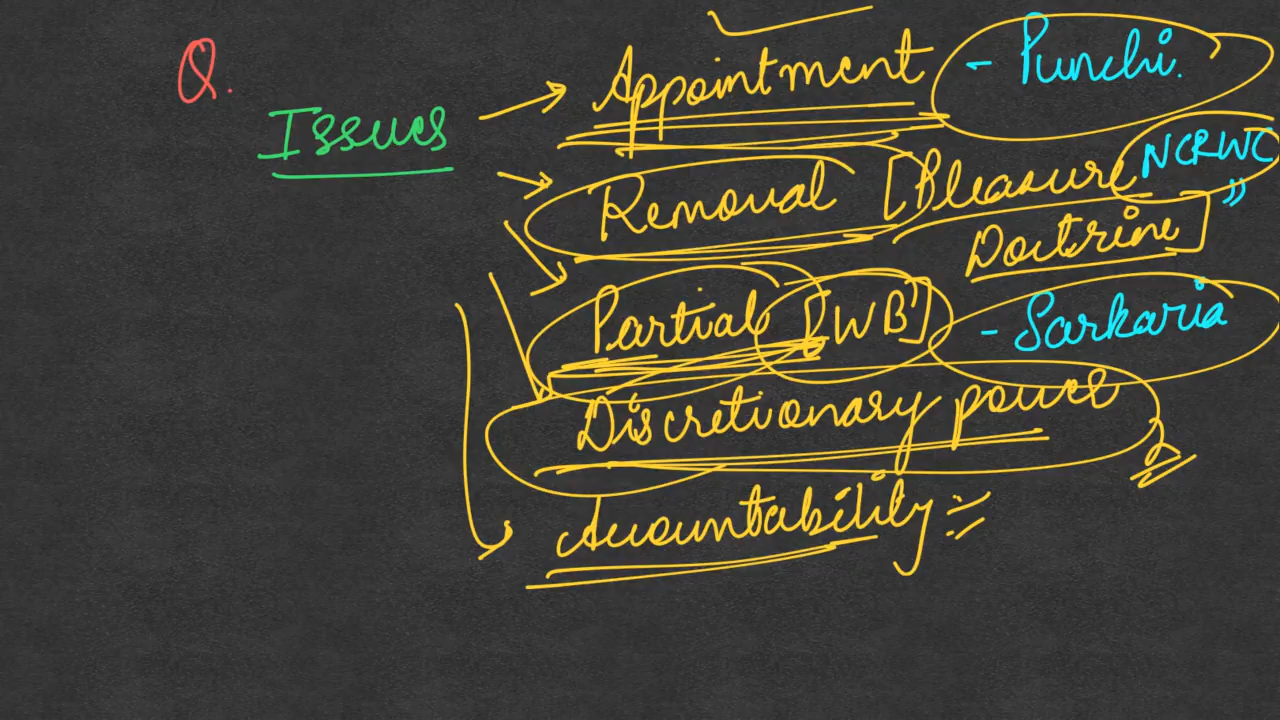 Q.
Issues → Appointment - Punchi.
→ Removal [Pleasure Doctrine] NCRWC "
Partial [WB] - Sarkaria
Discretionary power
Accountability :-